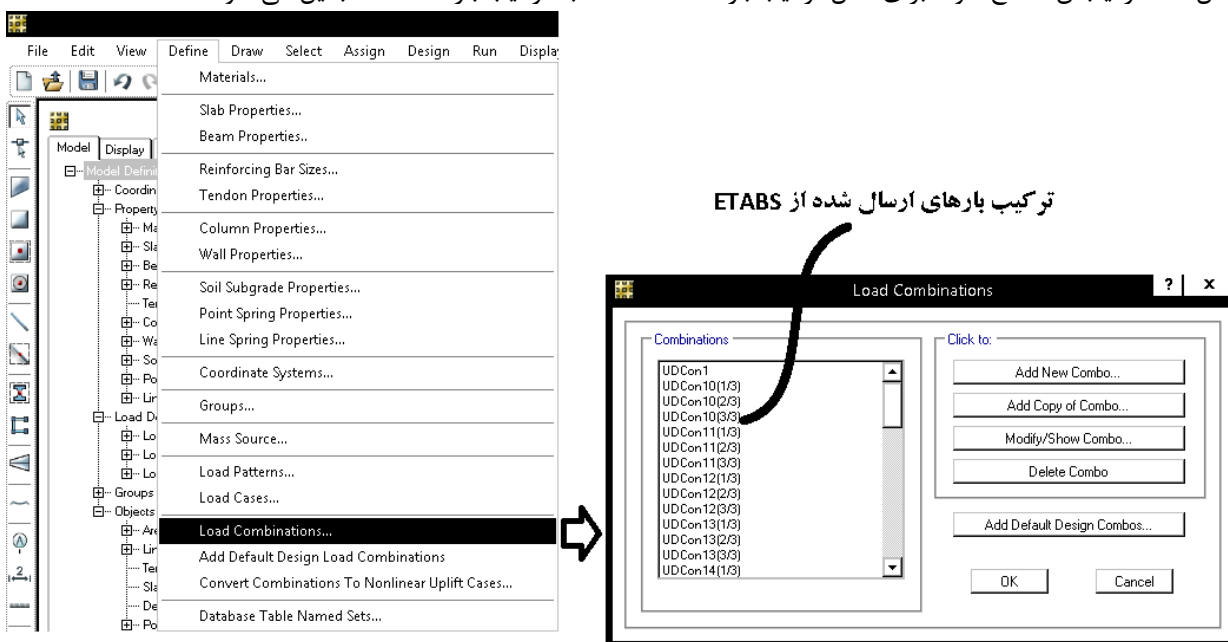 File Edit View Define Draw Select Assign Design Run Displa
Materials...
Slab Properties...
Beam Properties..
Reinforcing Bar Sizes...
Tendon Properties...
Column Properties...
Wall Properties...
Soil Subgrade Properties...
Point Spring Properties...
Line Spring Properties...
Coordinate Systems...
Groups...
Mass Source...
Load Patterns...
Load Cases...
Load Combinations...
Add Default Design Load Combinations
Convert Combinations To Nonlinear Uplift Cases...
Database Table Named Sets...
Model Display
Model Defini
Coordin
Property
Ma
Sla
Be
Re
Te
Co
Wa
So
Po
Lin
Load De
Lo
Lo
Lo
Groups
Objects
Are
Lin
Te
Sla
De
Po
ترکیب بارهای ارسال شده از ETABS
Load Combinations
? x
Combinations
UDCon1
UDCon10(1/3)
UDCon10(2/3)
UDCon10(3/3)
UDCon11(1/3)
UDCon11(2/3)
UDCon11(3/3)
UDCon12(1/3)
UDCon12(2/3)
UDCon12(3/3)
UDCon13(1/3)
UDCon13(2/3)
UDCon13(3/3)
UDCon14(1/3)
Click to:
Add New Combo...
Add Copy of Combo...
Modify/Show Combo...
Delete Combo
Add Default Design Combos...
OK Cancel